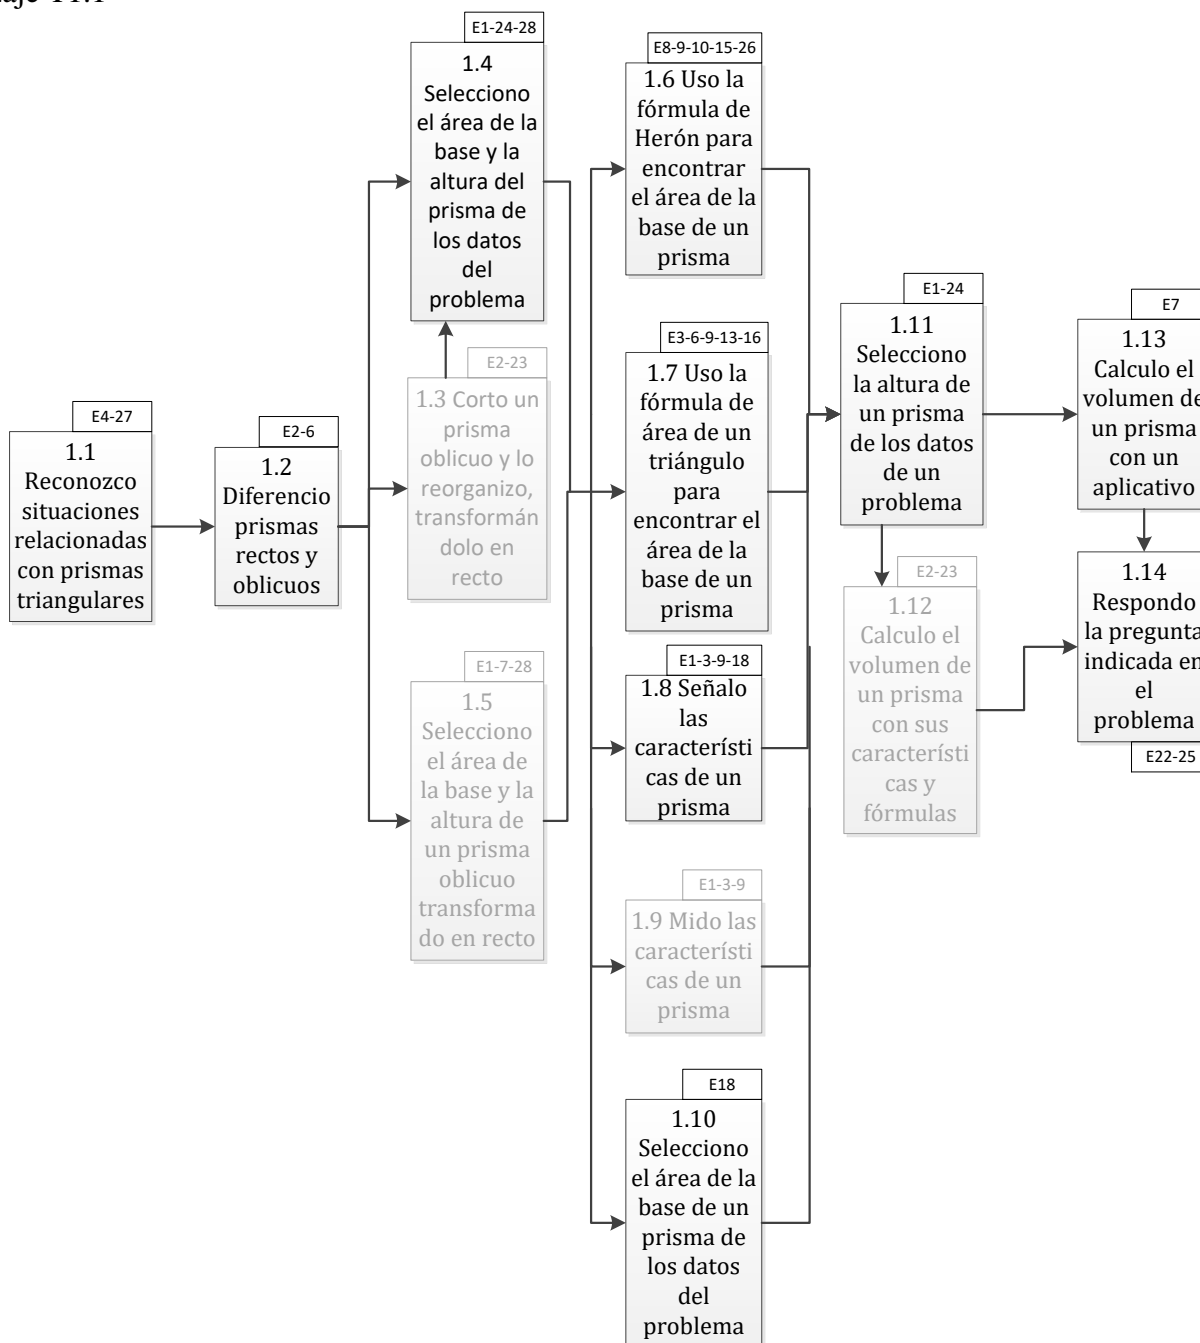 E4-27
1.1
Reconozco
situaciones
relacionadas
con prismas
triangulares
E2-6
1.2
Diferencio
prismas
rectos y
oblicuos
E1-24-28
1.4
Selecciono
el área de la
base y la
altura del
prisma de
los datos
del
problema
E2-23
1.3 Corto un
prisma
oblicuo y lo
reorganizo,
transformán
dolo en
recto
E1-7-28
1.5
Selecciono
el área de
la base y la
altura de
un prisma
oblicuo
transforma
do en recto
E8-9-10-15-26
1.6 Uso la
fórmula de
Herón para
encontrar
el área de la
base de un
prisma
E3-6-9-13-16
1.7 Uso la
fórmula de
área de un
triángulo
para
encontrar el
área de la
base de un
prisma
E1-3-9-18
1.8 Señalo
las
característi
cas de un
prisma
E1-3-9
1.9 Mido las
característi
cas de un
prisma
E18
1.10
Selecciono
el área de la
base de un
prisma de
los datos
del
problema
E1-24
1.11
Selecciono
la altura de
un prisma
de los datos
de un
problema
E2-23
1.12
Calculo el
volumen de
un prisma
con sus
característi
cas y
fórmulas
E7
1.13
Calculo el
volumen de
un prisma
con un
aplicativo
1.14
Respondo
la pregunta
indicada en
el
problema
E22-25